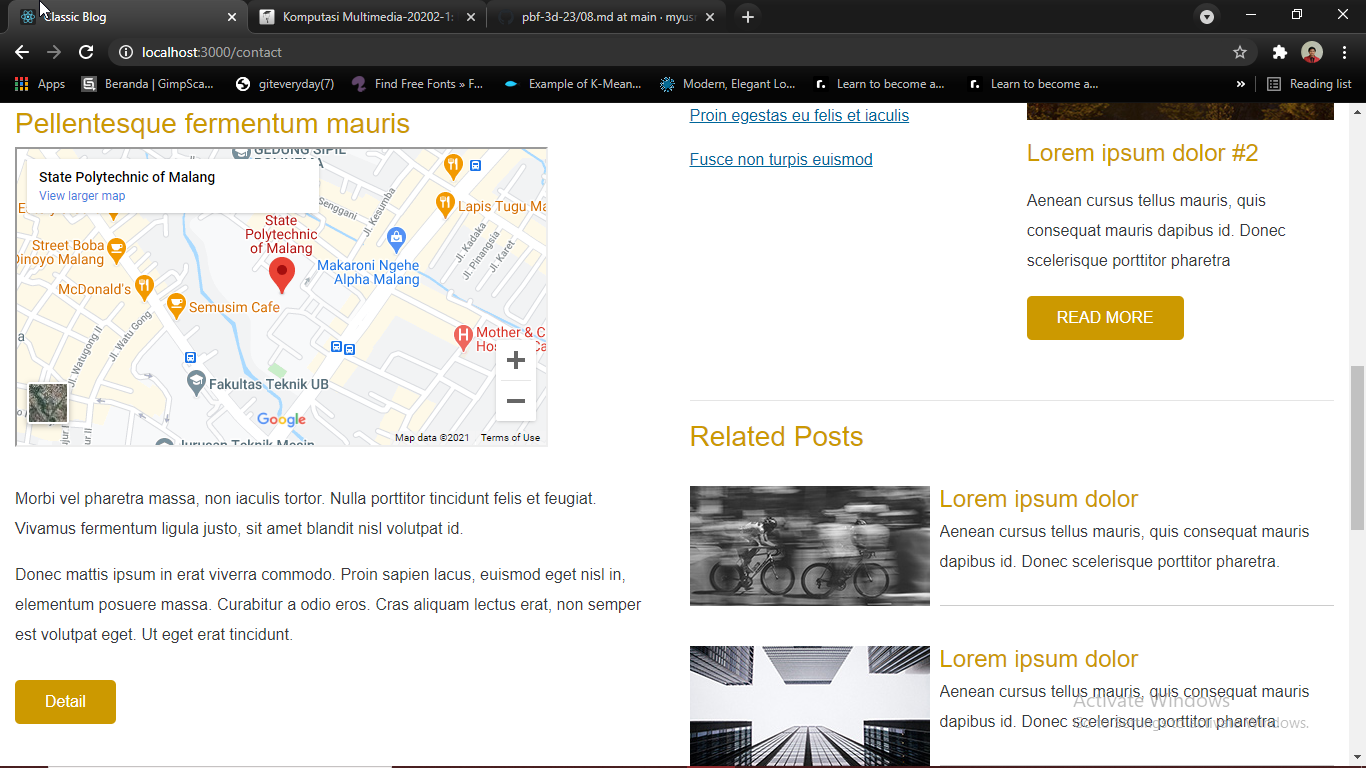 Classic Blog
Komputasi Multimedia-20202-1
pbf-3d-23/08.md at main · myus
localhost:3000/contact
Apps
Beranda | GimpSca...
giteveryday(7)
Find Free Fonts » F...
Example of K-Mean...
Modern, Elegant Lo...
Learn to become a...
Learn to become a...
»
Reading list
Pellentesque fermentum mauris
State Polytechnic of Malang
View larger map
GEDUNG SIPIL
POLINEMA
Lapis Tugu Ma
Senggani
Jl. Kesumba
Jl. Kadaka
Jl. Pinangsia
Jl. Karet
State
Polytechnic
of Malang
Street Boba
Dinoyo Malang
Makaroni Ngehe
Alpha Malang
McDonald's
Semusim Cafe
Jl. Watu Gong
Jl. Watugong II
Mother & C
Hos
Ca
Fakultas Teknik UB
Google
Jurusan Teknik Mesin
Map data ©2021
Terms of Use
Morbi vel pharetra massa, non iaculis tortor. Nulla porttitor tincidunt felis et feugiat.
Vivamus fermentum ligula justo, sit amet blandit nisl volutpat id.
Donec mattis ipsum in erat viverra commodo. Proin sapien lacus, euismod eget nisl in,
elementum posuere massa. Curabitur a odio eros. Cras aliquam lectus erat, non semper
est volutpat eget. Ut eget erat tincidunt.
Detail
Proin egestas eu felis et iaculis
Fusce non turpis euismod
Lorem ipsum dolor #2
Aenean cursus tellus mauris, quis
consequat mauris dapibus id. Donec
scelerisque porttitor pharetra
READ MORE
Related Posts
Lorem ipsum dolor
Aenean cursus tellus mauris, quis consequat mauris
dapibus id. Donec scelerisque porttitor pharetra.
Lorem ipsum dolor
Aenean cursus tellus mauris, quis consequat mauris
dapibus id. Donec scelerisque porttitor pharetra.
Activate Windows
Go to Settings to activate Windows.